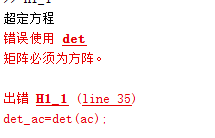 >> H1_1
超定方程
错误使用 det
矩阵必须为方阵。
出错 H1_1 (line 35)
det_ac=det(ac);